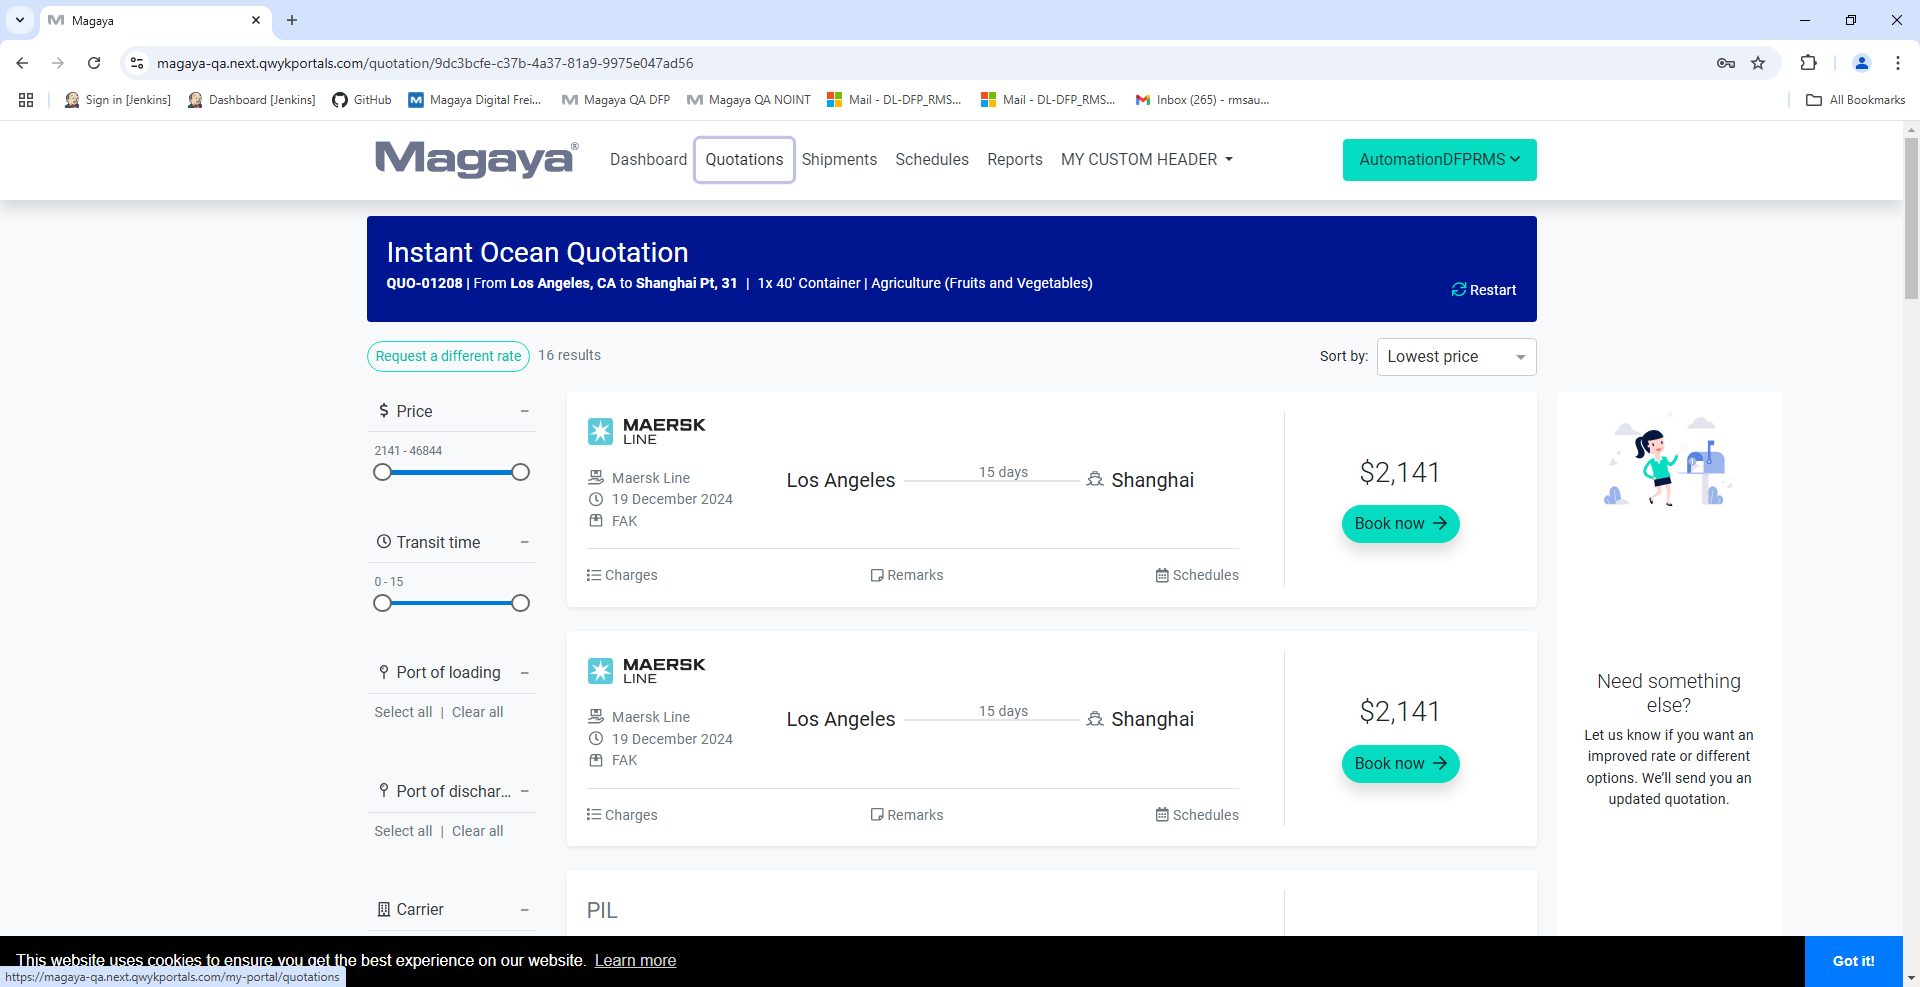 Magaya
magaya-qa.next.qwykportals.com/quotation/9dc3bcfe-c37b-4a37-81a9-9975e047ad56
Sign in [Jenkins]
Dashboard [Jenkins]
GitHub
Magaya Digital Frei...
Magaya QA DFP
Magaya QA NOINT
Mail - DL-DFP_RMS...
Mail - DL-DFP_RMS...
Inbox (265) - rmsau...
All Bookmarks
Magaya®
Dashboard
Quotations
Shipments
Schedules
Reports
MY CUSTOM HEADER
AutomationDFPRMS
Instant Ocean Quotation
QUO-01208 | From Los Angeles, CA to Shanghai Pt, 31 | 1x 40' Container | Agriculture (Fruits and Vegetables)
Restart
Request a different rate
16 results
Sort by:
Lowest price
Price
2141 - 46844
Transit time
0 - 15
Port of loading
Select all | Clear all
Port of dischar...
Select all | Clear all
Carrier
MAERSK
LINE
Maersk Line
19 December 2024
FAK
Los Angeles
15 days
Shanghai
$2,141
Book now
Charges
Remarks
Schedules
MAERSK
LINE
Maersk Line
19 December 2024
FAK
Los Angeles
15 days
Shanghai
$2,141
Book now
Charges
Remarks
Schedules
PIL
Need something
else?
Let us know if you want an
improved rate or different
options. We’ll send you an
updated quotation.
This website uses cookies to ensure you get the best experience on our website. Learn more
Got it!
https://magaya-qa.next.qwykportals.com/my-portal/quotations